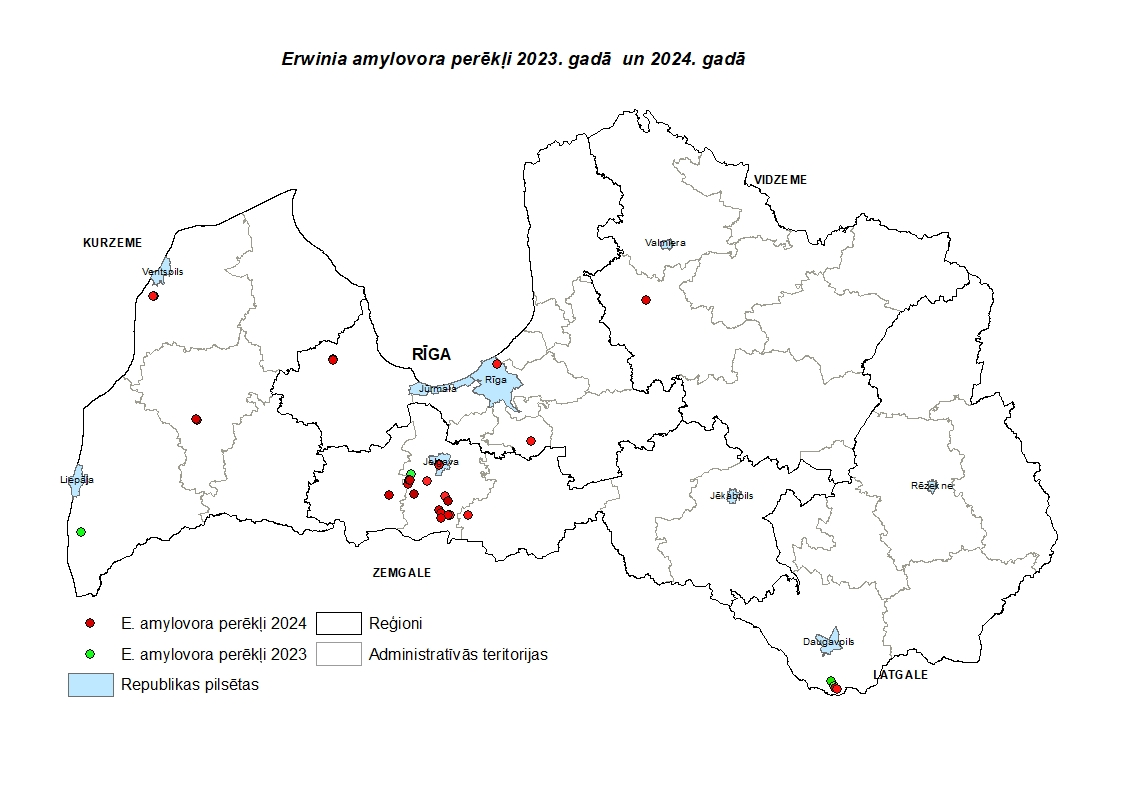 Erwinia amylovora perēkļi 2023. gadā un 2024. gadā
VIDZEME
KURZEME
Valmiera
Ventspils
RĪGA
Rīga
Jūrmala
Jelgava
Liepāja
Rēzekne
Jēkabpils
ZEMGALE
E. amylovora perēkļi 2024
Reģioni
Daugavpils
E. amylovora perēkļi 2023
Administratīvās teritorijas
LATGALE
Republikas pilsētas